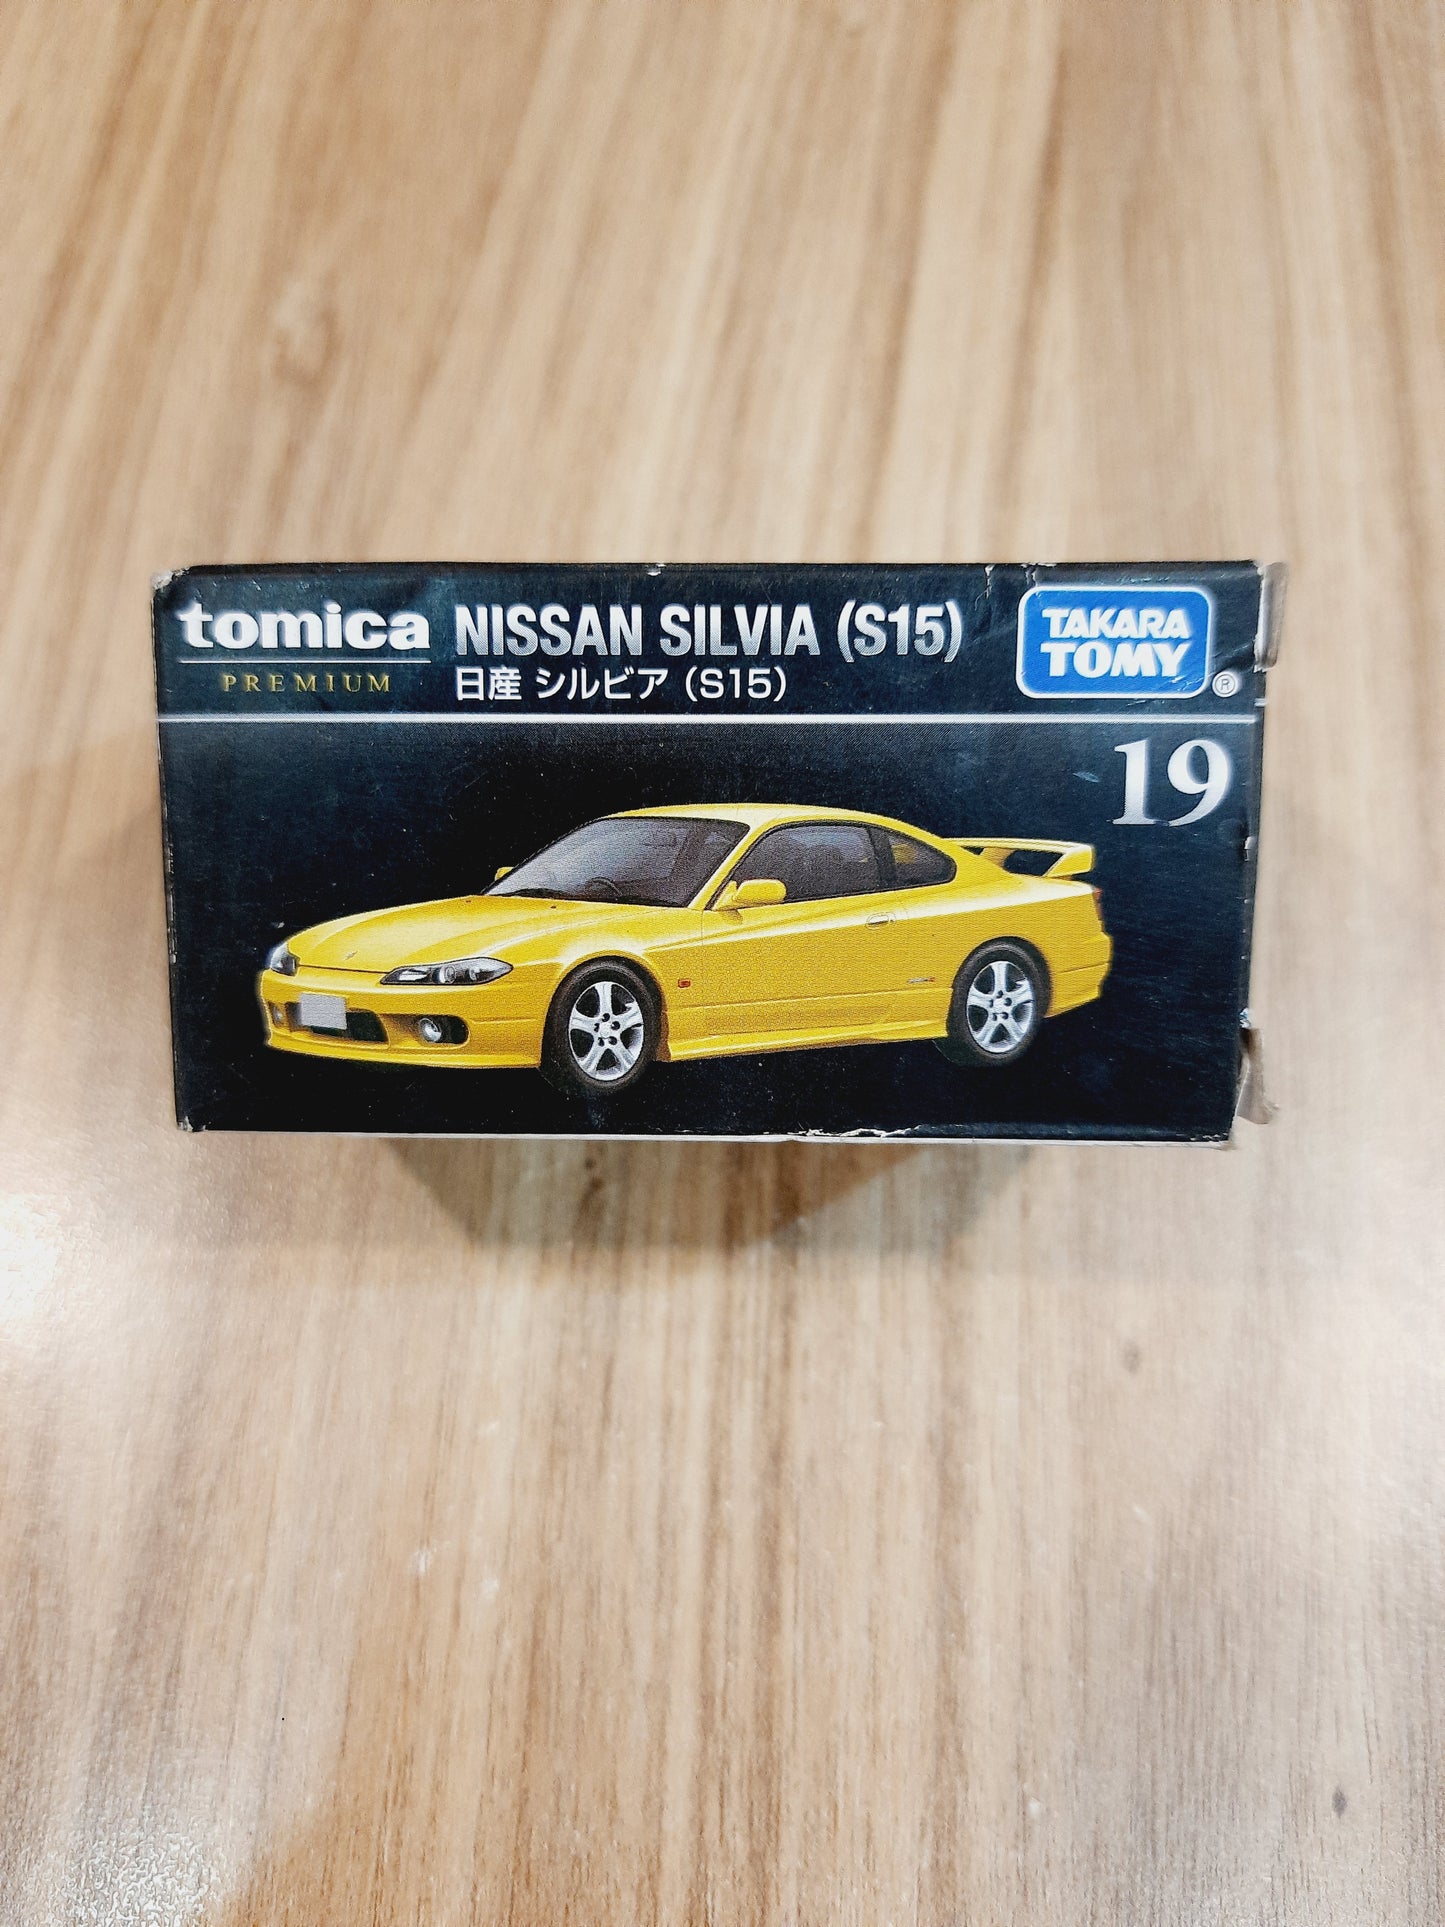 tomica
PREMIUM
NISSAN SILVIA (S15)
日産 シルビア (S15)
TAKARA
TOMY
®
19